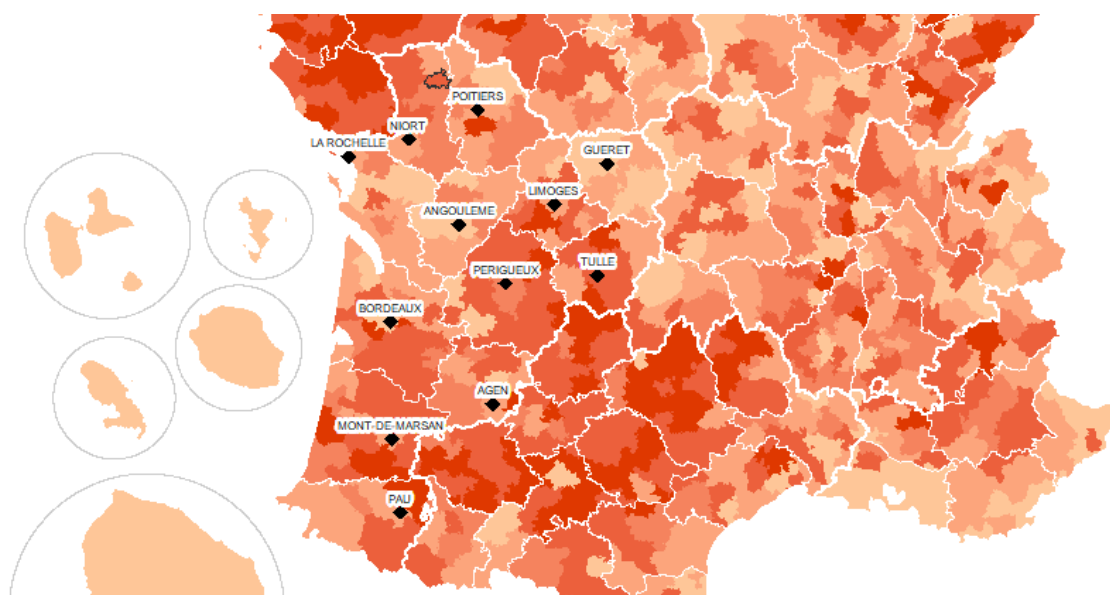 POITIERS
NIORT
LA ROCHELLE
GUERET
LIMOGES
ANGOULEME
TULLE
PERIGUEUX
BORDEAUX
AGEN
MONT-DE-MARSAN
PAU